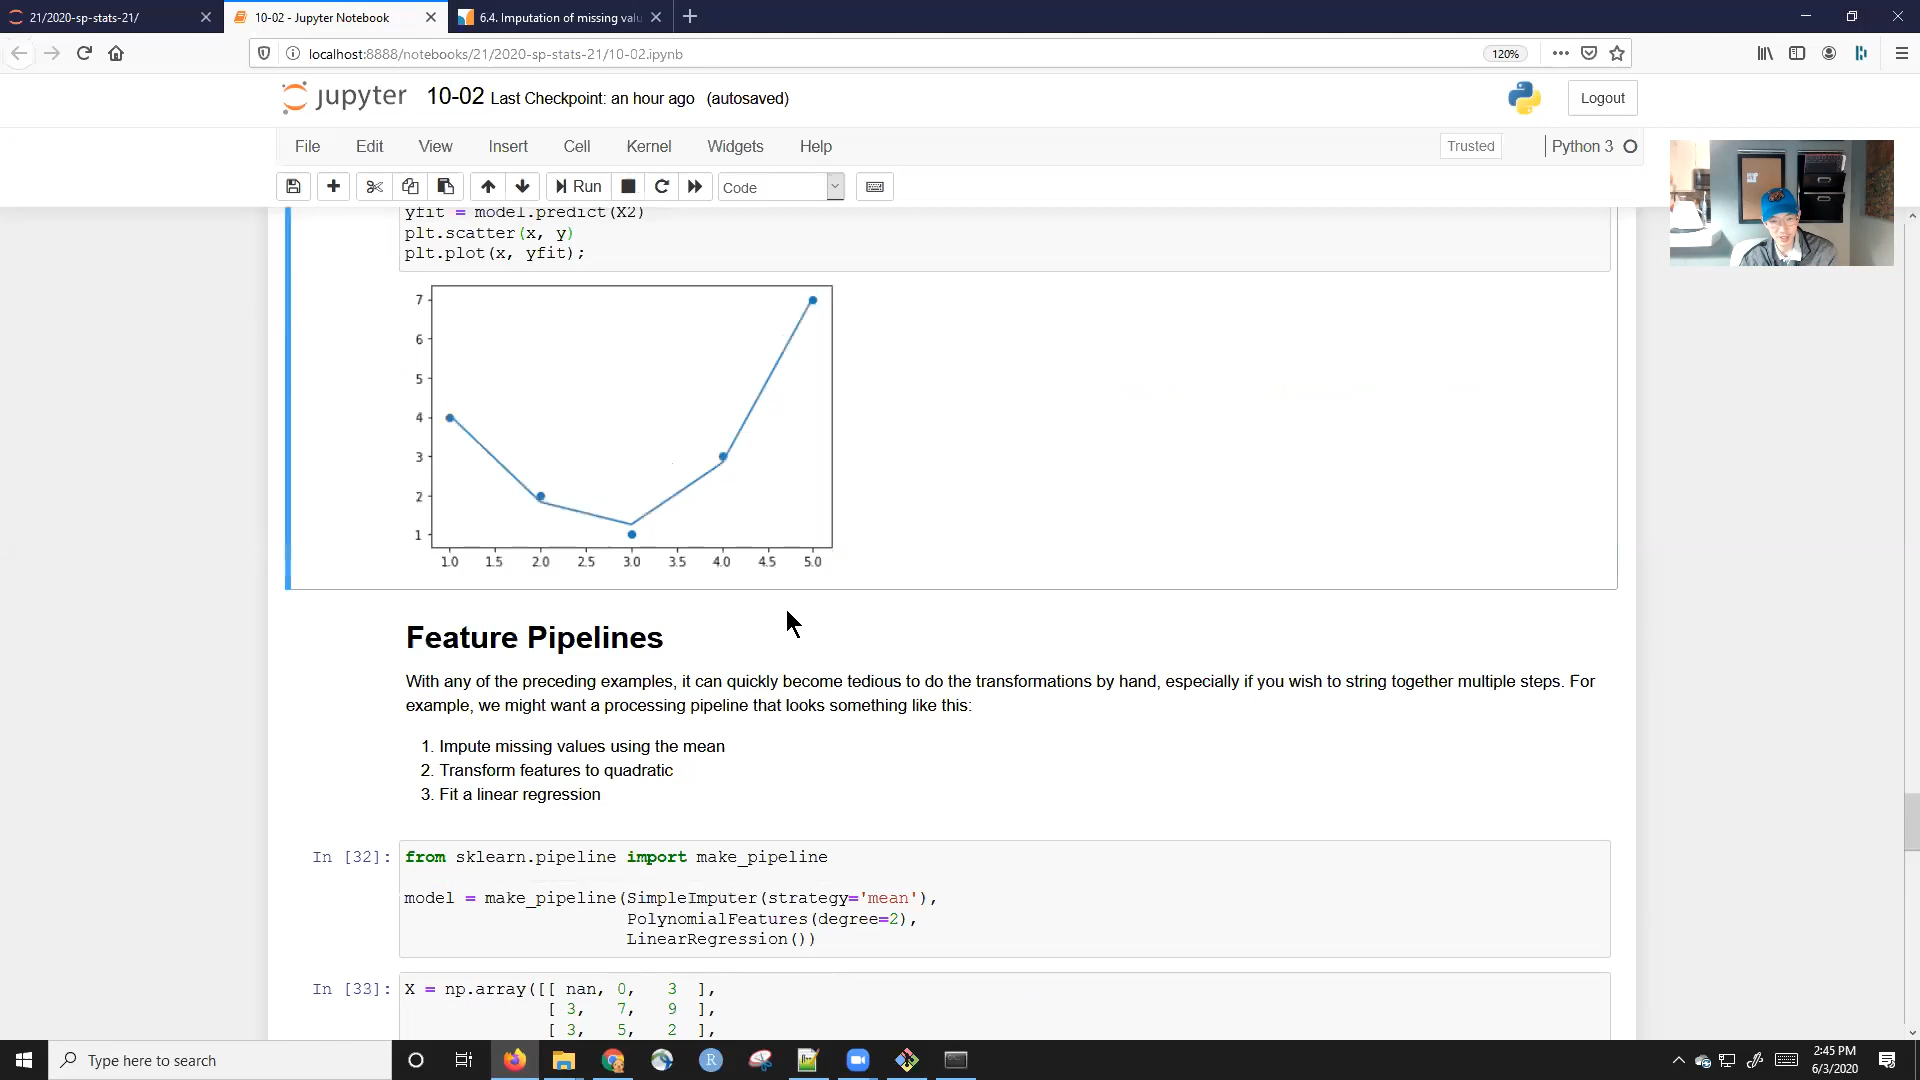 21/2020-sp-stats-21/
10-02 - Jupyter Notebook
6.4. Imputation of missing valu
localhost:8888/notebooks/21/2020-sp-stats-21/10-02.ipynb
120%
jupyter
10-02 Last Checkpoint: an hour ago (autosaved)
Logout
File Edit View Insert Cell Kernel Widgets Help
Trusted
Python 3
Run
Code
yfit = model.predict(X2)
plt.scatter(x, y)
plt.plot(x, yfit);
7
6
5
4
3
2
1
1.0 1.5 2.0 2.5 3.0 3.5 4.0 4.5 5.0
Feature Pipelines
With any of the preceding examples, it can quickly become tedious to do the transformations by hand, especially if you wish to string together multiple steps. For
example, we might want a processing pipeline that looks something like this:
1. Impute missing values using the mean
2. Transform features to quadratic
3. Fit a linear regression
In [32]:
from sklearn.pipeline import make_pipeline
model = make_pipeline(SimpleImputer(strategy='mean'),
PolynomialFeatures(degree=2),
LinearRegression())
In [33]:
X = np.array([[ nan, 0, 3 ],
[ 3, 7, 9 ],
[ 3, 5, 2 ],
Type here to search
R
2:45 PM
6/3/2020